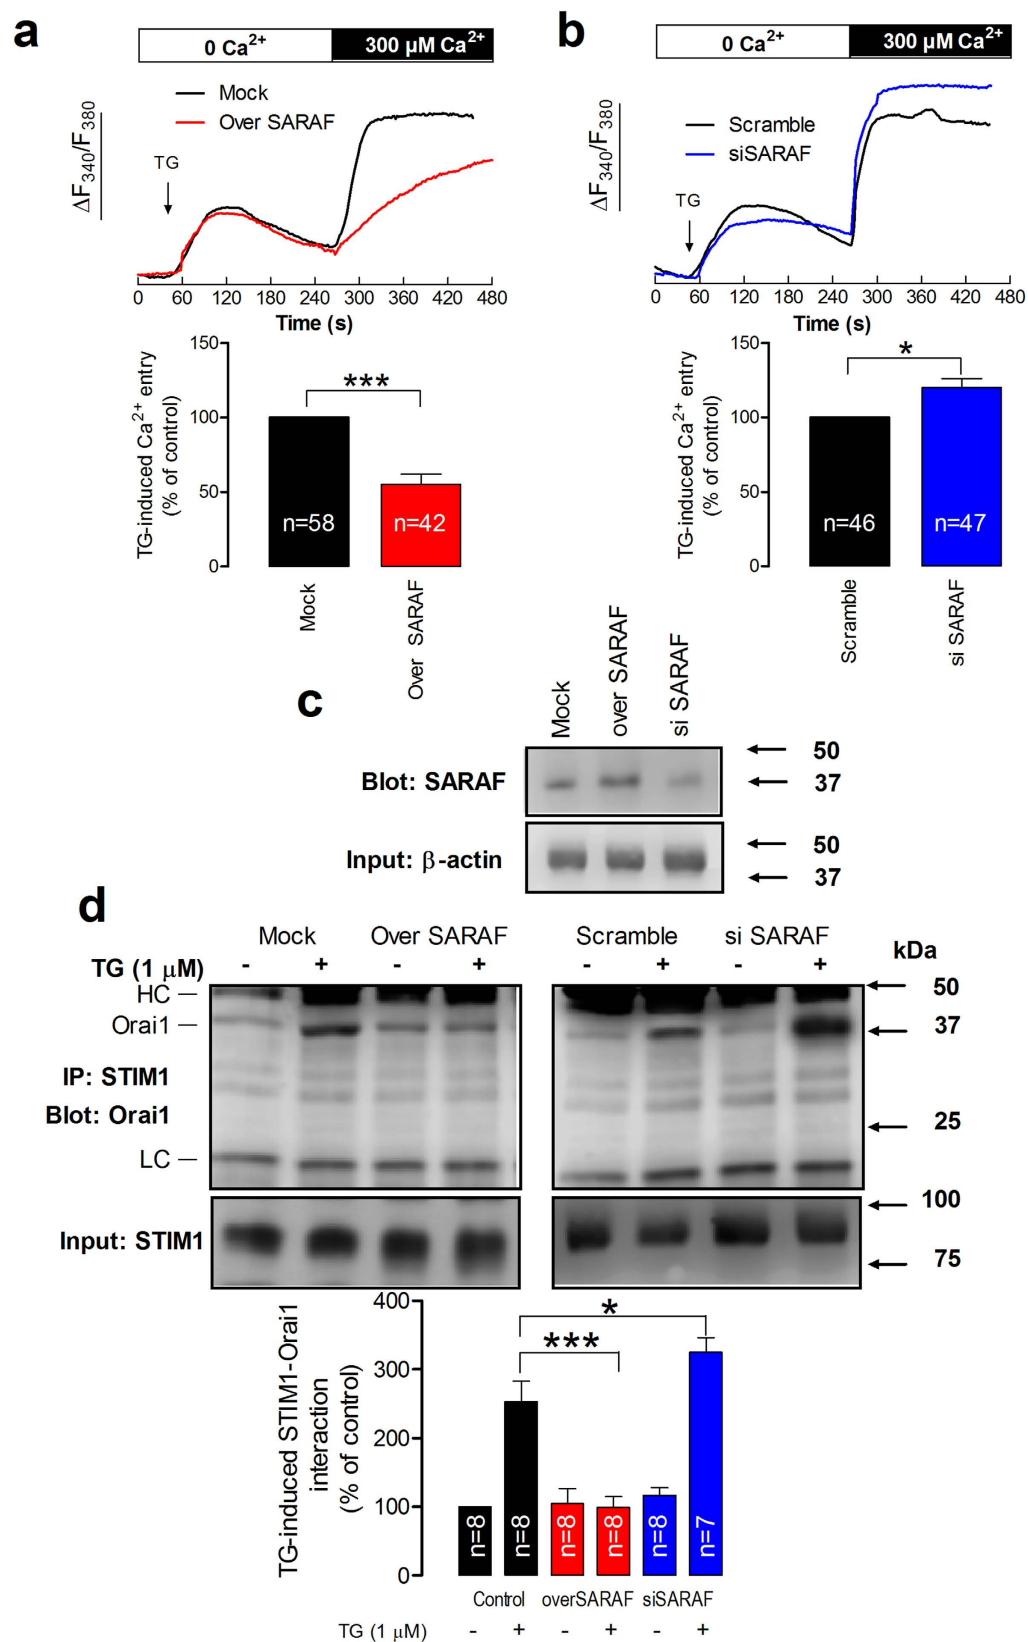 a
0 Ca2+ 300 μM Ca2+
Mock
Over SARAF
ΔF340/F380
TG
0 60 120 180 240 300 360 420 480
Time (s)
TG-induced Ca2+ entry
(% of control)
150
100
50
0
***
n=58 n=42
Mock
Over SARAF
b
0 Ca2+ 300 μM Ca2+
Scramble
siSARAF
ΔF340/F380
TG
0 60 120 180 240 300 360 420 480
Time (s)
TG-induced Ca2+ entry
(% of control)
150
100
50
0
*
n=46 n=47
Scramble
si SARAF
c
Mock
over SARAF
si SARAF
Blot: SARAF
50
37
Input: β-actin
50
37
d
Mock Over SARAF Scramble si SARAF
kDa
TG (1 μM) - + - + - + - +
HC
50
Orai1
37
IP: STIM1
Blot: Orai1
25
LC
100
Input: STIM1
75
TG-induced STIM1-Orai1
interaction
(% of control)
400
300
200
100
0
*
***
n=8 n=8 n=8 n=8 n=8 n=7
Control overSARAF siSARAF
TG (1 μM) - + - + - +